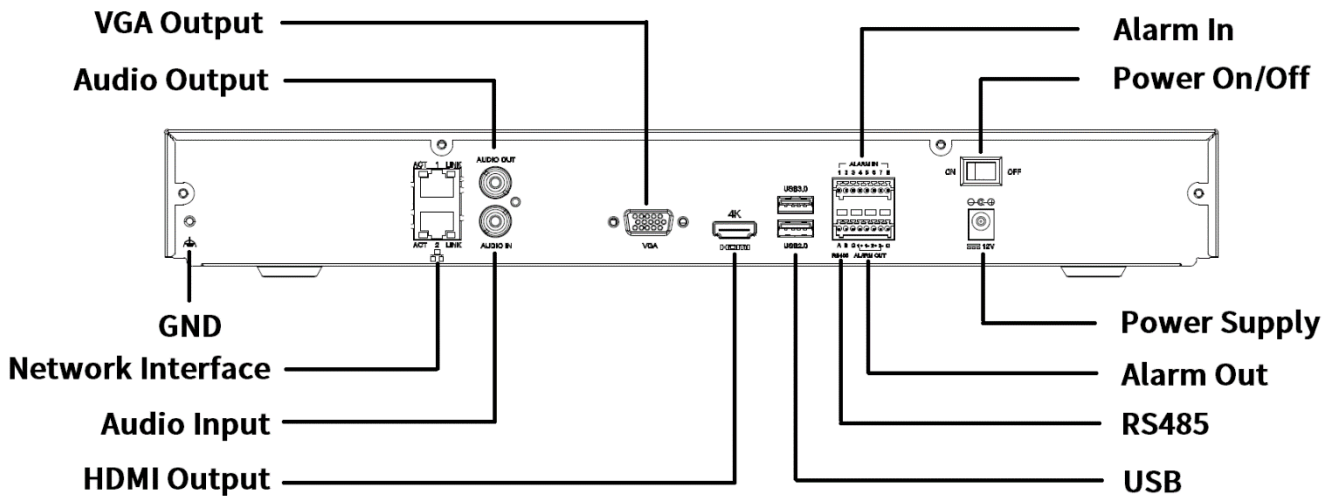 VGA Output
Alarm In
Audio Output
Power On/Off
ACT 1 LINK
AUDIO OUT
ALARM IN
1 2 3 4 5 6 7 8
ON OFF
USB3.0
4K
VGA
HDMI
USB2.0
AUDIO IN
ACT 2 LINK
12V
RS485 ALARM OUT
GND
Power Supply
Network Interface
Alarm Out
Audio Input
RS485
HDMI Output
USB